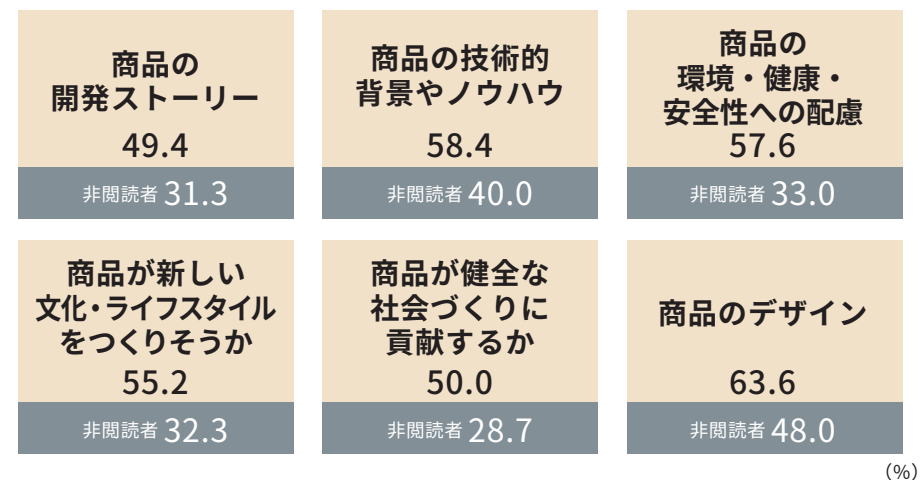 商品の
開発ストーリー
49.4
非閲読者 31.3
商品の技術的
背景やノウハウ
58.4
非閲読者 40.0
商品の
環境・健康・
安全性への配慮
57.6
非閲読者 33.0
商品が新しい
文化・ライフスタイル
をつくりそうか
55.2
非閲読者 32.3
商品が健全な
社会づくりに
貢献するか
50.0
非閲読者 28.7
商品のデザイン
63.6
非閲読者 48.0
（%）